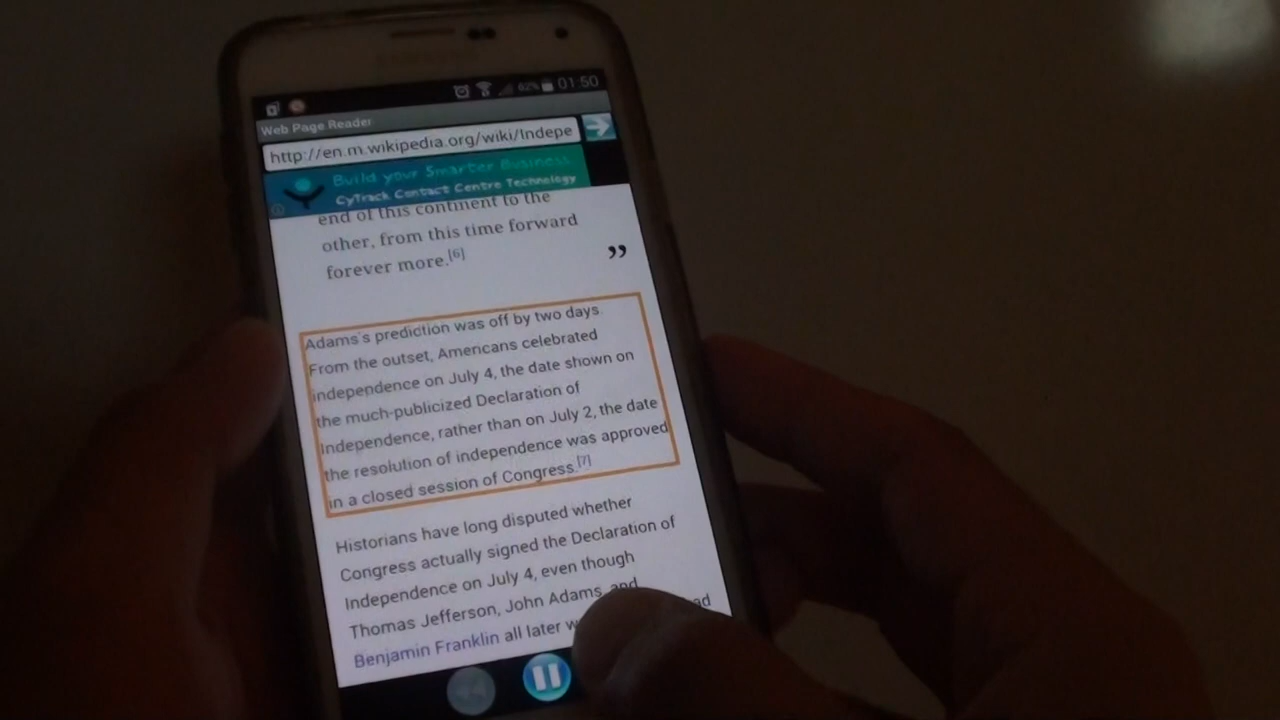 62% 01:50
Web Page Reader
http://en.m.wikipedia.org/wiki/Indepe
Build your Smarter Business
CyTrack Contact Centre Technology
end of this continent to the
other, from this time forward
forever more.[6]
”
Adams's prediction was off by two days.
From the outset, Americans celebrated
independence on July 4, the date shown on
the much-publicized Declaration of
Independence, rather than on July 2, the date
the resolution of independence was approved
in a closed session of Congress.[7]
Historians have long disputed whether
Congress actually signed the Declaration of
Independence on July 4, even though
Thomas Jefferson, John Adams, and
Benjamin Franklin all later